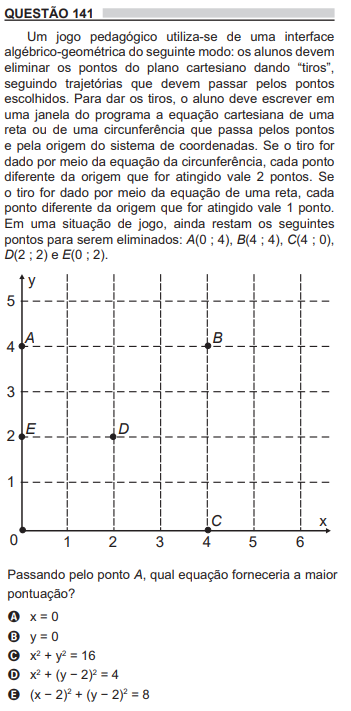 QUESTÃO 141
Um jogo pedagógico utiliza-se de uma interface
algébrico-geométrica do seguinte modo: os alunos devem
eliminar os pontos do plano cartesiano dando “tiros”,
seguindo trajetórias que devem passar pelos pontos
escolhidos. Para dar os tiros, o aluno deve escrever em
uma janela do programa a equação cartesiana de uma
reta ou de uma circunferência que passa pelos pontos
e pela origem do sistema de coordenadas. Se o tiro for
dado por meio da equação da circunferência, cada ponto
diferente da origem que for atingido vale 2 pontos. Se
o tiro for dado por meio da equação de uma reta, cada
ponto diferente da origem que for atingido vale 1 ponto.
Em uma situação de jogo, ainda restam os seguintes
pontos para serem eliminados: A(0 ; 4), B(4 ; 4), C(4 ; 0),
D(2 ; 2) e E(0 ; 2).
y
5
4 A B
3
2 E D
1
C x
0 1 2 3 4 5 6
Passando pelo ponto A, qual equação forneceria a maior
pontuação?
A x = 0
B y = 0
C x² + y² = 16
D x² + (y – 2)² = 4
E (x – 2)² + (y – 2)² = 8